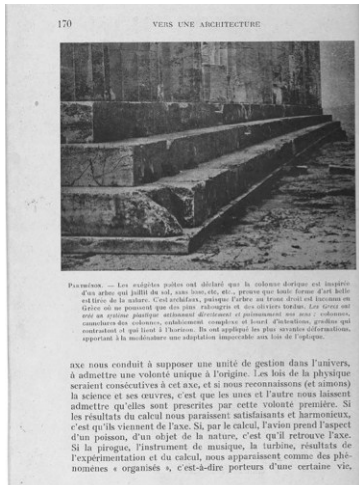 170 VERS UNE ARCHITECTURE
PARTHÉNON. — Les exégètes poètes ont déclaré que la colonne dorique est inspirée
d'un arbre qui jaillit du sol, sans base, etc., etc., preuve que toute forme d'art belle
est tirée de la nature. C'est archifaux, puisque l'arbre au tronc droit est inconnu en
Grèce où ne poussent que des pins rabougris et des oliviers tordus. Les Grecs ont
créé un système plastique actionnant directement et puissamment nos sens : colonnes,
cannelures des colonnes, entablement complexe et lourd d'intentions, gradins qui
contrastent et qui lient à l'horizon. Ils ont appliqué les plus savantes déformations,
apportant à la modénature une adaptation impeccable aux lois de l'optique.
axe nous conduit à supposer une unité de gestion dans l'univers,
à admettre une volonté unique à l'origine. Les lois de la physique
seraient consécutives à cet axe, et si nous reconnaissons (et aimons)
la science et ses œuvres, c'est que les unes et l'autre nous laissent
admettre qu'elles sont prescrites par cette volonté première. Si
les résultats du calcul nous paraissent satisfaisants et harmonieux,
c'est qu'ils viennent de l'axe. Si, par le calcul, l'avion prend l'aspect
d'un poisson, d'un objet de la nature, c'est qu'il retrouve l'axe.
Si la pirogue, l'instrument de musique, la turbine, résultats de
l'expérimentation et du calcul, nous apparaissent comme des phé-
nomènes « organisés », c'est-à-dire porteurs d'une certaine vie,